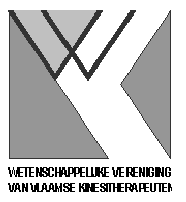 WETENSCHAPPELIJKE VERENIGING
VAN VLAAMSE KINESITHERAPEUTEN